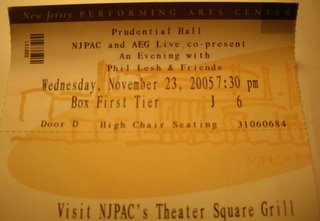 New Jersey PERFORMING ARTS CENTER
Prudential Hall
NJPAC and AEG Live co-present
An Evening with
Phil Lesh & Friends
Wednesday, November 23, 2005 7:30 pm
Box First Tier J 6
Door D High Chair Seating 31060684
Visit NJPAC's Theater Square Grill